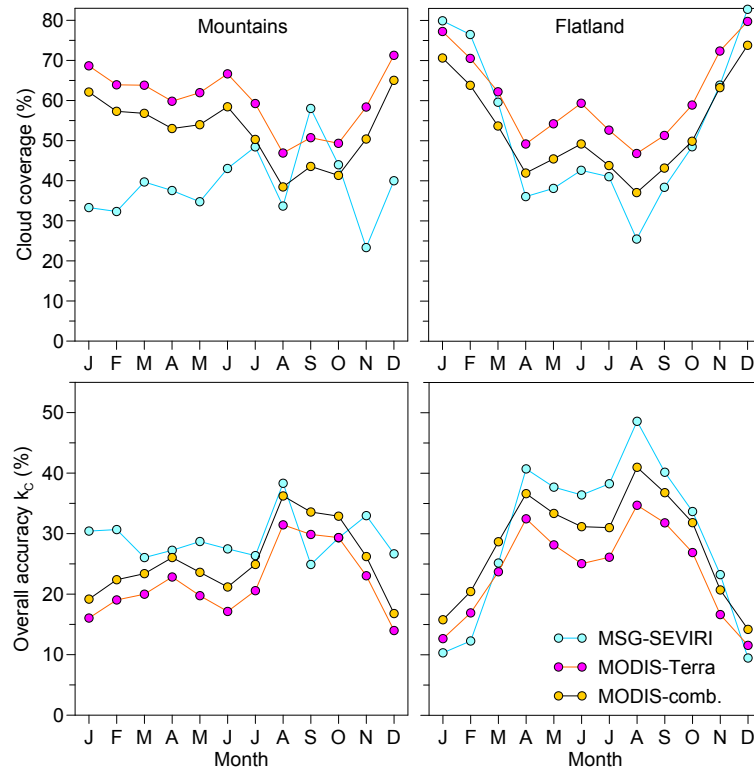 Mountains
Flatland
Cloud coverage (%)
80
70
60
50
40
30
20
10
0
J F M A M J J A S O N D
J F M A M J J A S O N D
Overall accuracy k_C (%)
50
40
30
20
10
0
MSG-SEVIRI
MODIS-Terra
MODIS-comb.
J F M A M J J A S O N D
J F M A M J J A S O N D
Month
Month